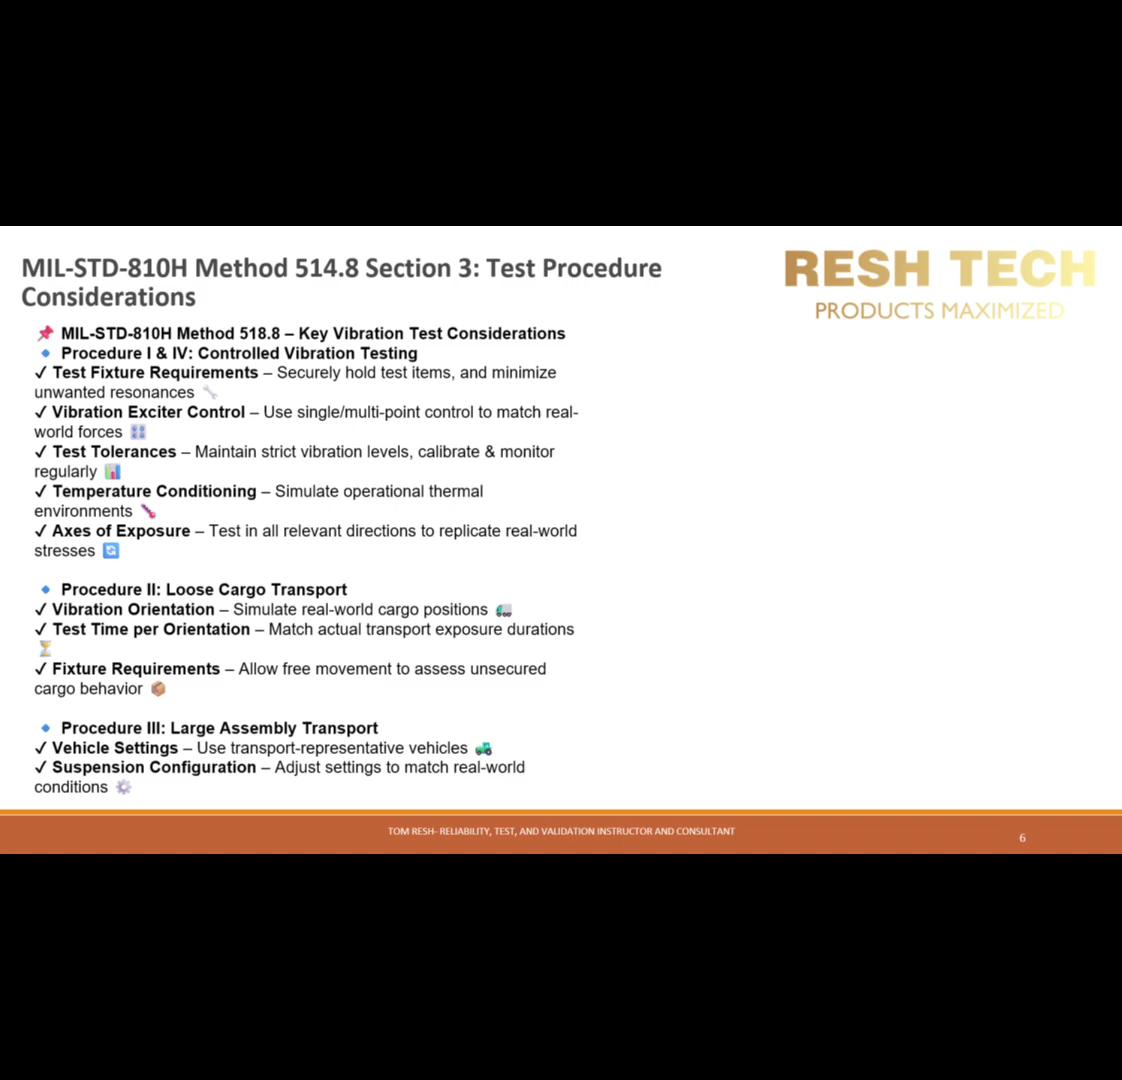 MIL-STD-810H Method 514.8 Section 3: Test Procedure
Considerations
RESH TECH
PRODUCTS MAXIMIZED
📌 MIL-STD-810H Method 518.8 – Key Vibration Test Considerations
🔹 Procedure I & IV: Controlled Vibration Testing
✓ Test Fixture Requirements – Securely hold test items, and minimize
unwanted resonances 🔧
✓ Vibration Exciter Control – Use single/multi-point control to match real-
world forces 🎛
✓ Test Tolerances – Maintain strict vibration levels, calibrate & monitor
regularly 📊
✓ Temperature Conditioning – Simulate operational thermal
environments 🌡
✓ Axes of Exposure – Test in all relevant directions to replicate real-world
stresses 🔄
🔹 Procedure II: Loose Cargo Transport
✓ Vibration Orientation – Simulate real-world cargo positions 🚛
✓ Test Time per Orientation – Match actual transport exposure durations
⏳
✓ Fixture Requirements – Allow free movement to assess unsecured
cargo behavior 📦
🔹 Procedure III: Large Assembly Transport
✓ Vehicle Settings – Use transport-representative vehicles 🚜
✓ Suspension Configuration – Adjust settings to match real-world
conditions ⚙
TOM RESH- RELIABILITY, TEST, AND VALIDATION INSTRUCTOR AND CONSULTANT
6